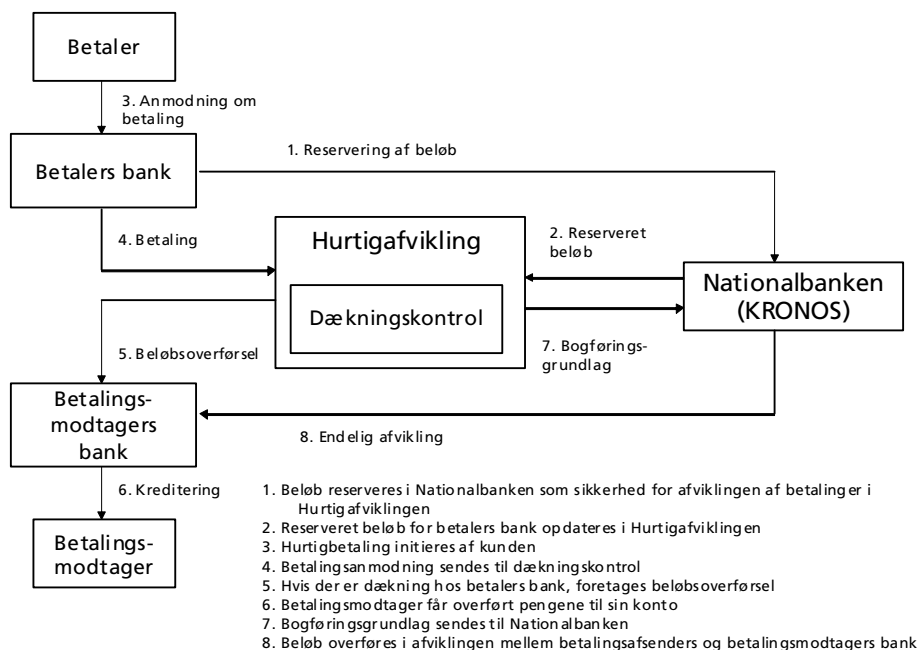 Betaler
3. Anmodning om
betaling
Betalers bank
1. Reservering af beløb
4. Betaling
Hurtigafvikling
Dækningskontrol
2. Reserveret
beløb
Nationalbanken
(KRONOS)
7. Bogførings-
grundlag
5. Beløbsoverførsel
Betalings-
modtagers
bank
8. Endelig afvikling
6. Kreditering
Betalings-
modtager
1. Beløb reserveres i Nationalbanken som sikkerhed for afviklingen af betalinger i
Hurtigafviklingen
2. Reserveret beløb for betalers bank opdateres i Hurtigafviklingen
3. Hurtigbetaling initieres af kunden
4. Betalingsanmodning sendes til dækningskontrol
5. Hvis der er dækning hos betalers bank, foretages beløbsoverførsel
6. Betalingsmodtager får overført pengene til sin konto
7. Bogføringsgrundlag sendes til Nationalbanken
8. Beløb overføres i afviklingen mellem betalingsafsenders og betalingsmodtagers bank